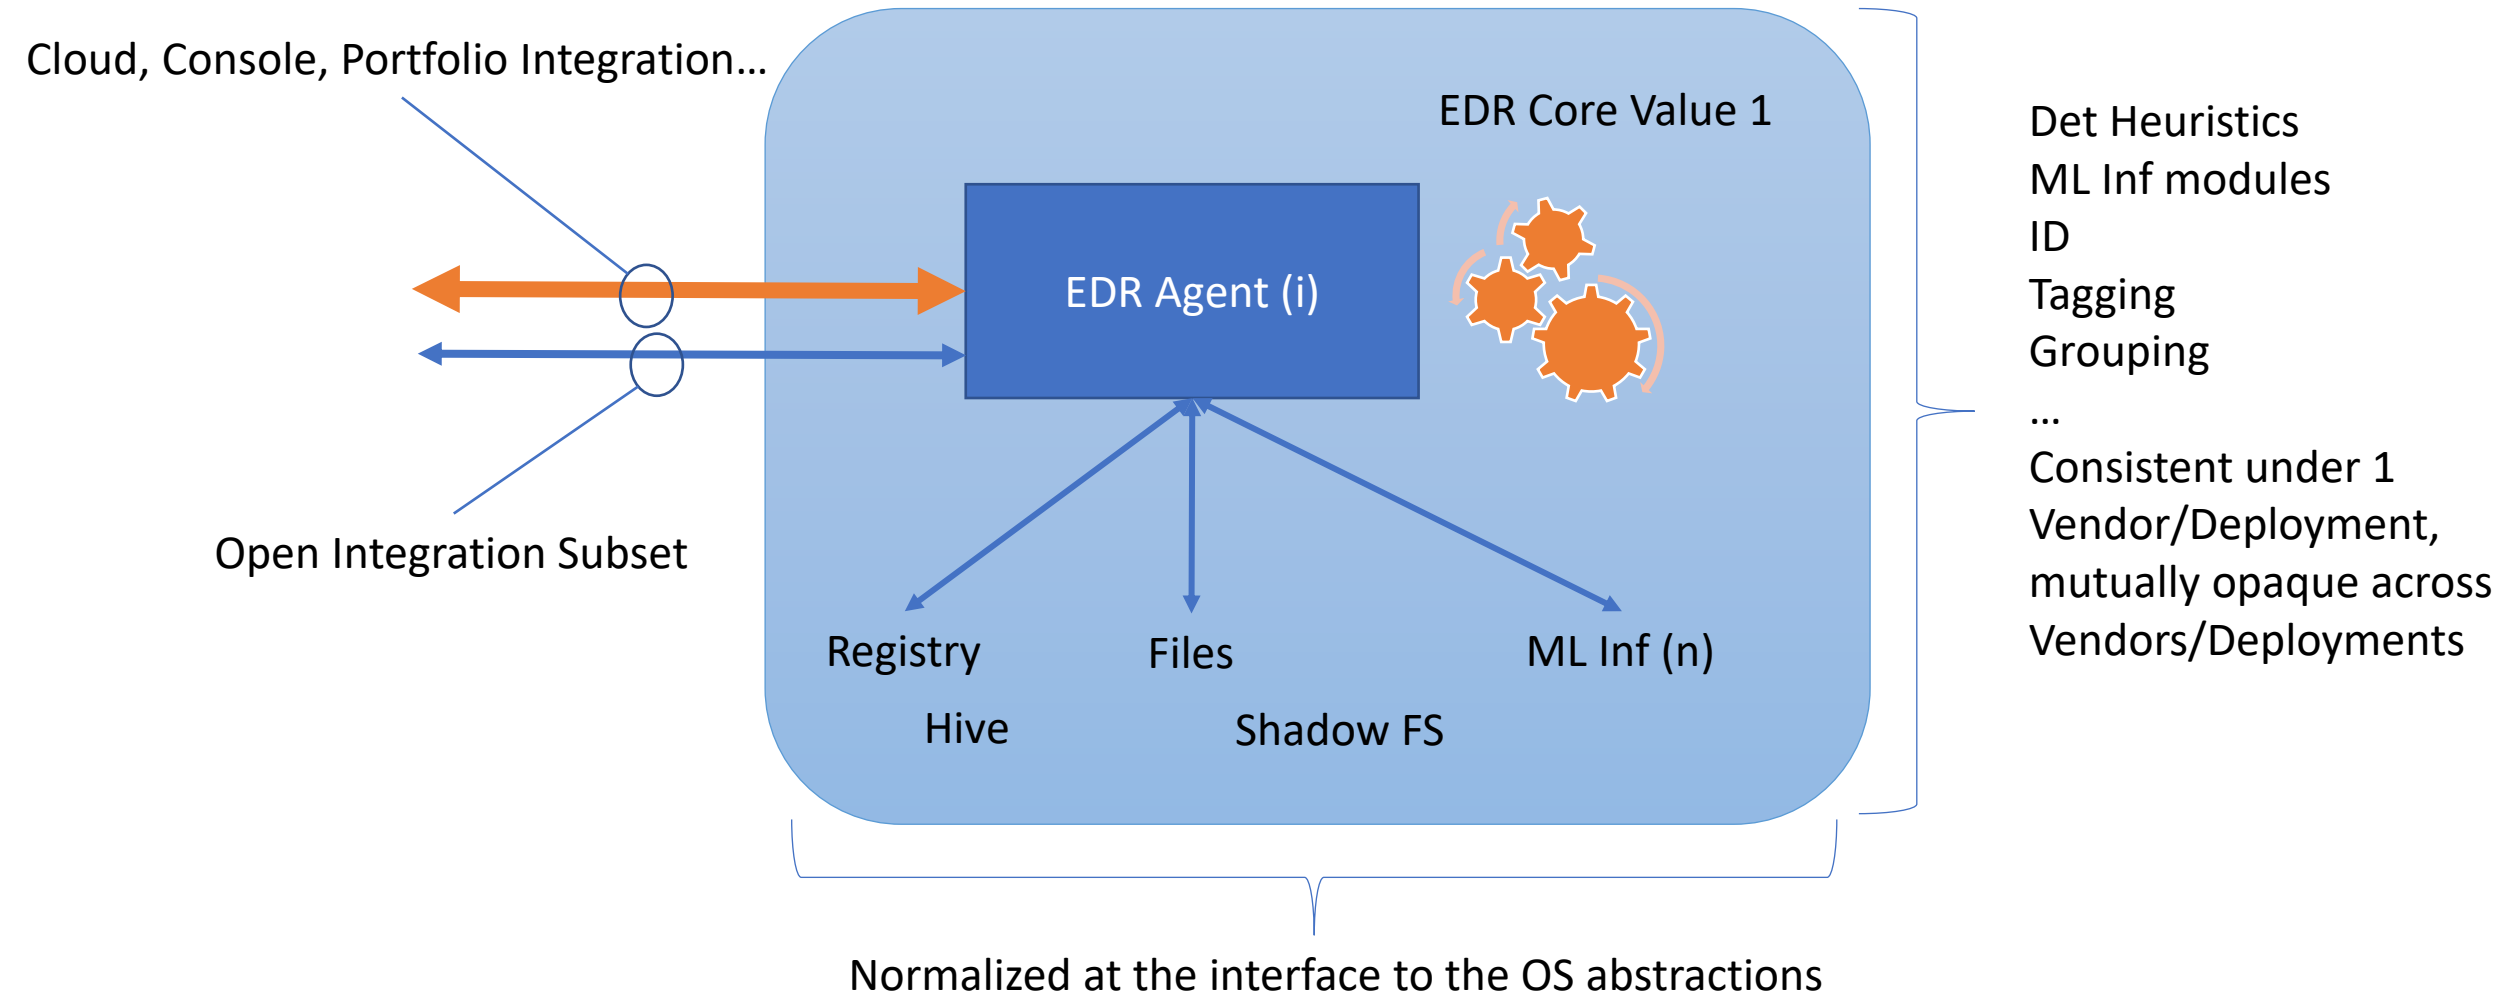 Cloud, Console, Portfolio Integration...
EDR Core Value 1
EDR Agent (i)
Open Integration Subset
Registry
Files
ML Inf (n)
Hive
Shadow FS
Det Heuristics
ML Inf modules
ID
Tagging
Grouping
...
Consistent under 1
Vendor/Deployment,
mutually opaque across
Vendors/Deployments
Normalized at the interface to the OS abstractions